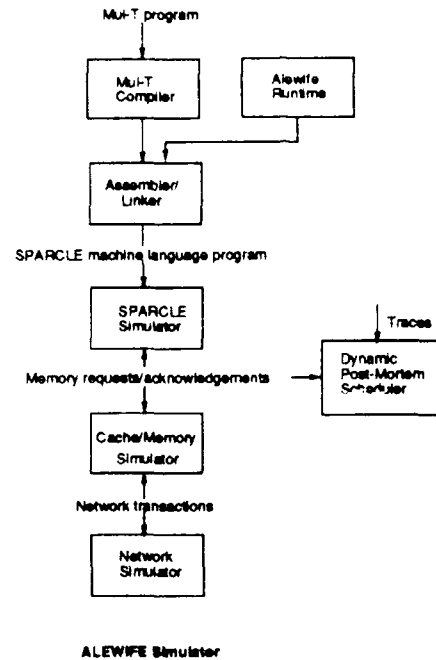 Mul-T program
Mul-T
Compiler
Alewife
Runtime
Assembler/
Linker
SPARCLE machine language program
SPARCLE
Simulator
Traces
Memory requests/acknowledgements
Dynamic
Post-Mortem
Scheduler
Cache/Memory
Simulator
Network transactions
Network
Simulator
ALEWIFE Simulator